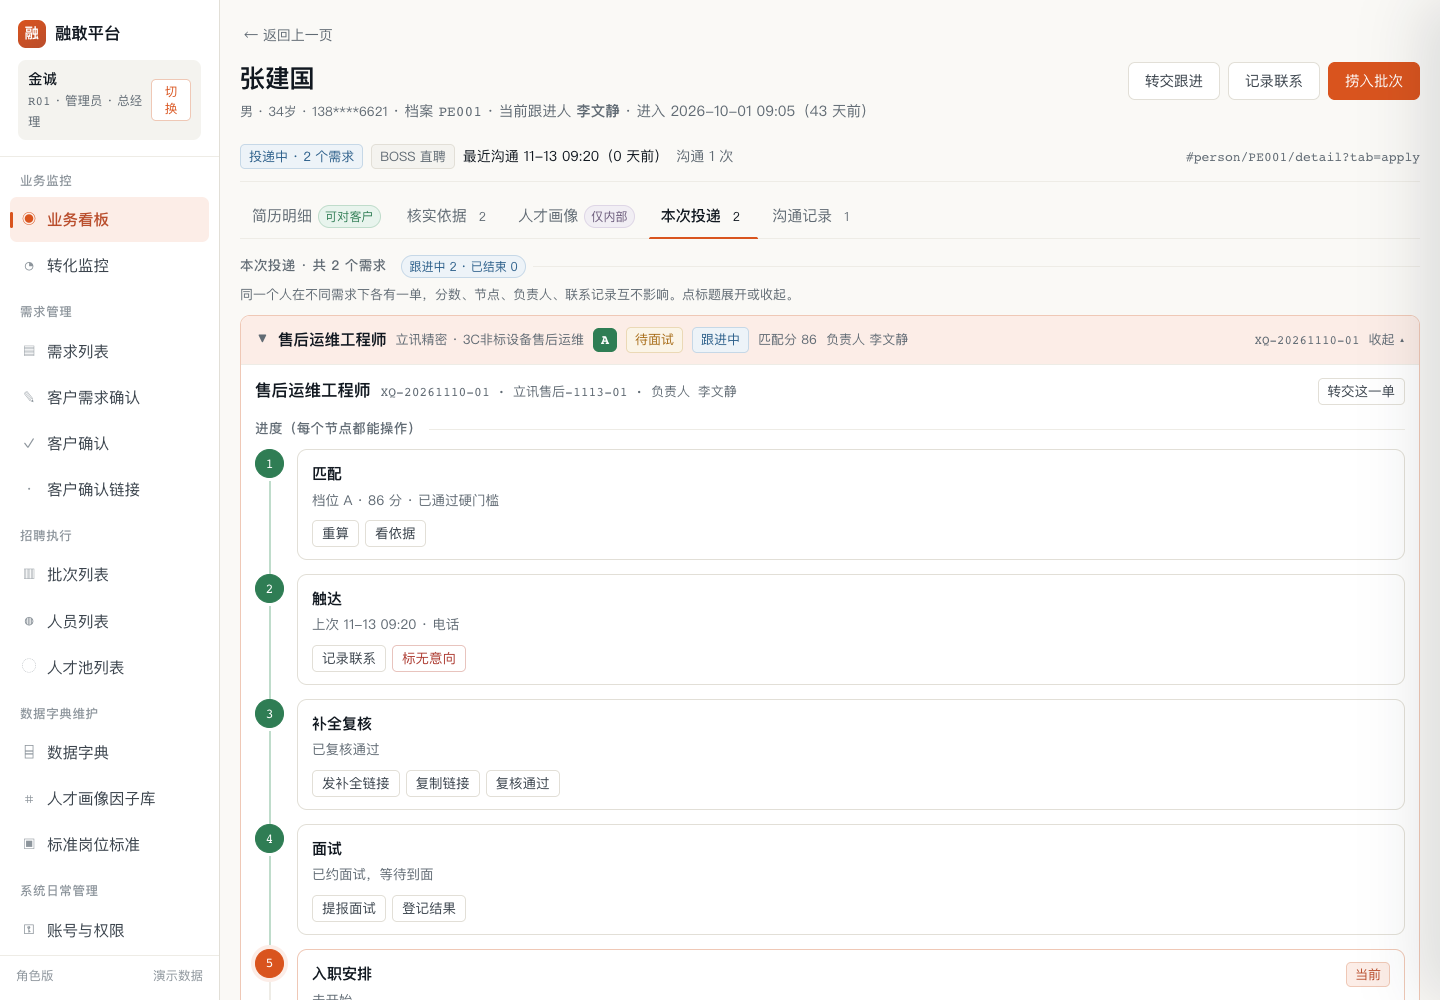 融 融敢平台
金诚
R01 · 管理员 · 总经理
切换
业务监控
业务看板
转化监控
需求管理
需求列表
客户需求确认
客户确认
客户确认链接
招聘执行
批次列表
人员列表
人才池列表
数据字典维护
数据字典
人才画像因子库
标准岗位标准
系统日常管理
账号与权限
角色版 演示数据
← 返回上一页
张建国
转交跟进 记录联系 捞入批次
男 · 34岁 · 138****6621 · 档案 PE001 · 当前跟进人 李文静 · 进入 2026-10-01 09:05（43 天前）
投递中 · 2 个需求 BOSS 直聘 最近沟通 11-13 09:20（0 天前） 沟通 1 次 #person/PE001/detail?tab=apply
简历明细 可对客户 核实依据 2 人才画像 仅内部 本次投递 2 沟通记录 1
本次投递 · 共 2 个需求 跟进中 2 · 已结束 0
同一个人在不同需求下各有一单，分数、节点、负责人、联系记录互不影响。点标题展开或收起。
▼ 售后运维工程师 立讯精密 · 3C非标设备售后运维 A 待面试 跟进中 匹配分 86 负责人 李文静 XQ-20261110-01 收起 ▴
售后运维工程师 XQ-20261110-01 · 立讯售后-1113-01 · 负责人 李文静 转交这一单
进度（每个节点都能操作）
1 匹配
档位 A · 86 分 · 已通过硬门槛
重算 看依据
2 触达
上次 11-13 09:20 · 电话
记录联系 标无意向
3 补全复核
已复核通过
发补全链接 复制链接 复核通过
4 面试
已约面试，等待到面
提报面试 登记结果
5 入职安排 当前
未开始